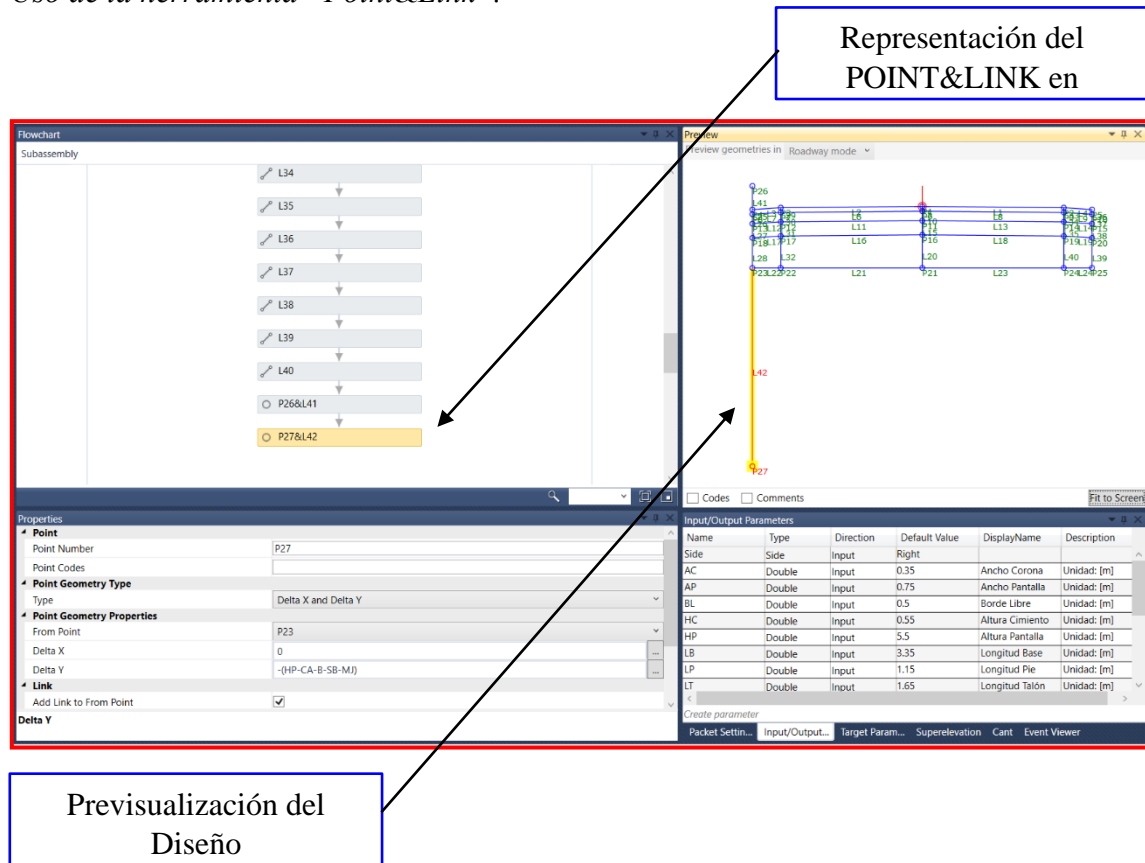 Uso de la herramienta "Point&Link".
Representación del
POINT&LINK en
Flowchart
Subassembly
L34
L35
L36
L37
L38
L39
L40
P26&L41
P27&L42
Preview
Preview geometries in Roadway mode
P26
L41
L11
L13
L16
P16
L18
P18 L17 P17
P19 L19 P20
L28
L32
L20
L40
L39
P23 L22 P22
L21
P21
L23
P24 L24 P25
L42
P27
Codes Comments Fit to Screen
Properties
Point
Point Number P27
Point Codes
Point Geometry Type
Type Delta X and Delta Y
Point Geometry Properties
From Point P23
Delta X 0 ...
Delta Y -(HP-CA-B-SB-MJ) ...
Link
Add Link to From Point
Delta Y
Input/Output Parameters
Name Type Direction Default Value DisplayName Description
Side Side Input Right
AC Double Input 0.35 Ancho Corona Unidad: [m]
AP Double Input 0.75 Ancho Pantalla Unidad: [m]
BL Double Input 0.5 Borde Libre Unidad: [m]
HC Double Input 0.55 Altura Cimiento Unidad: [m]
HP Double Input 5.5 Altura Pantalla Unidad: [m]
LB Double Input 3.35 Longitud Base Unidad: [m]
LP Double Input 1.15 Longitud Pie Unidad: [m]
LT Double Input 1.65 Longitud Talón Unidad: [m]
Create parameter
Packet Settin... Input/Output... Target Param... Superelevation Cant Event Viewer
Previsualización del
Diseño